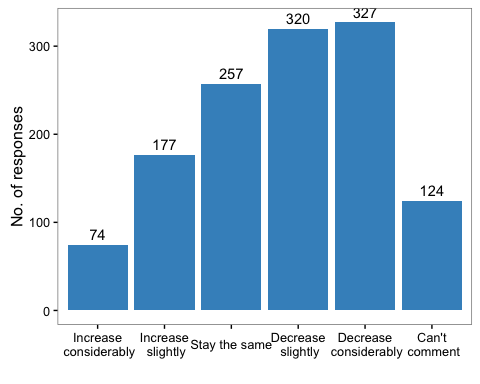 No. of responses
300
200
100
0
74
177
257
320
327
124
Increase
considerably
Increase
slightly
Stay the same
Decrease
slightly
Decrease
considerably
Can't
comment